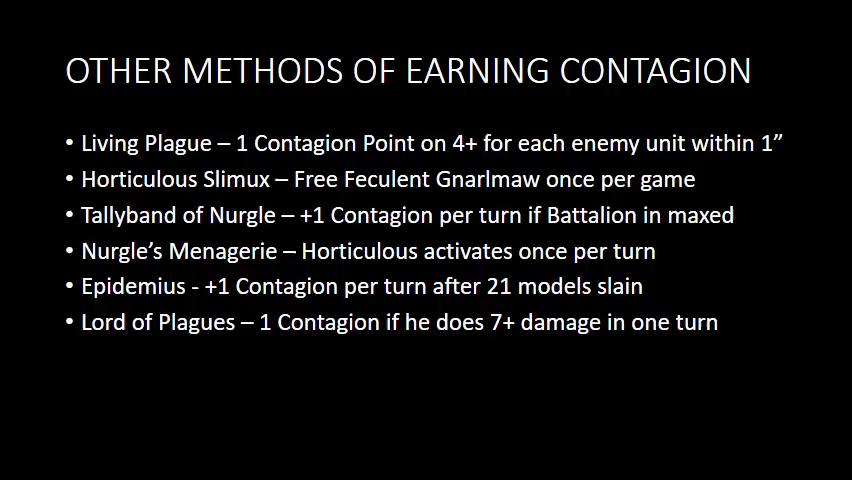 OTHER METHODS OF EARNING CONTAGION
• Living Plague – 1 Contagion Point on 4+ for each enemy unit within 1”
• Horticulous Slimux – Free Feculent Gnarlmaw once per game
• Tallyband of Nurgle – +1 Contagion per turn if Battalion in maxed
• Nurgle’s Menagerie – Horticulous activates once per turn
• Epidemius - +1 Contagion per turn after 21 models slain
• Lord of Plagues – 1 Contagion if he does 7+ damage in one turn